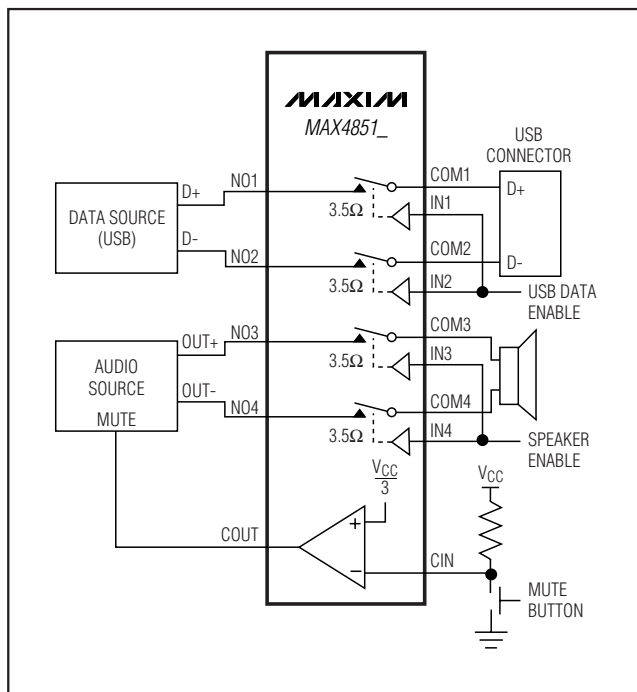 MAXIM
MAX4851_
USB
CONNECTOR
DATA SOURCE
(USB)
D+
D-
NO1
NO2
3.5Ω
3.5Ω
COM1
IN1
COM2
IN2
D+
D-
USB DATA
ENABLE
AUDIO
SOURCE
MUTE
OUT+
OUT-
NO3
NO4
3.5Ω
3.5Ω
COM3
IN3
COM4
IN4
SPEAKER
ENABLE
VCC
3
VCC
+
−
COUT
CIN
MUTE
BUTTON